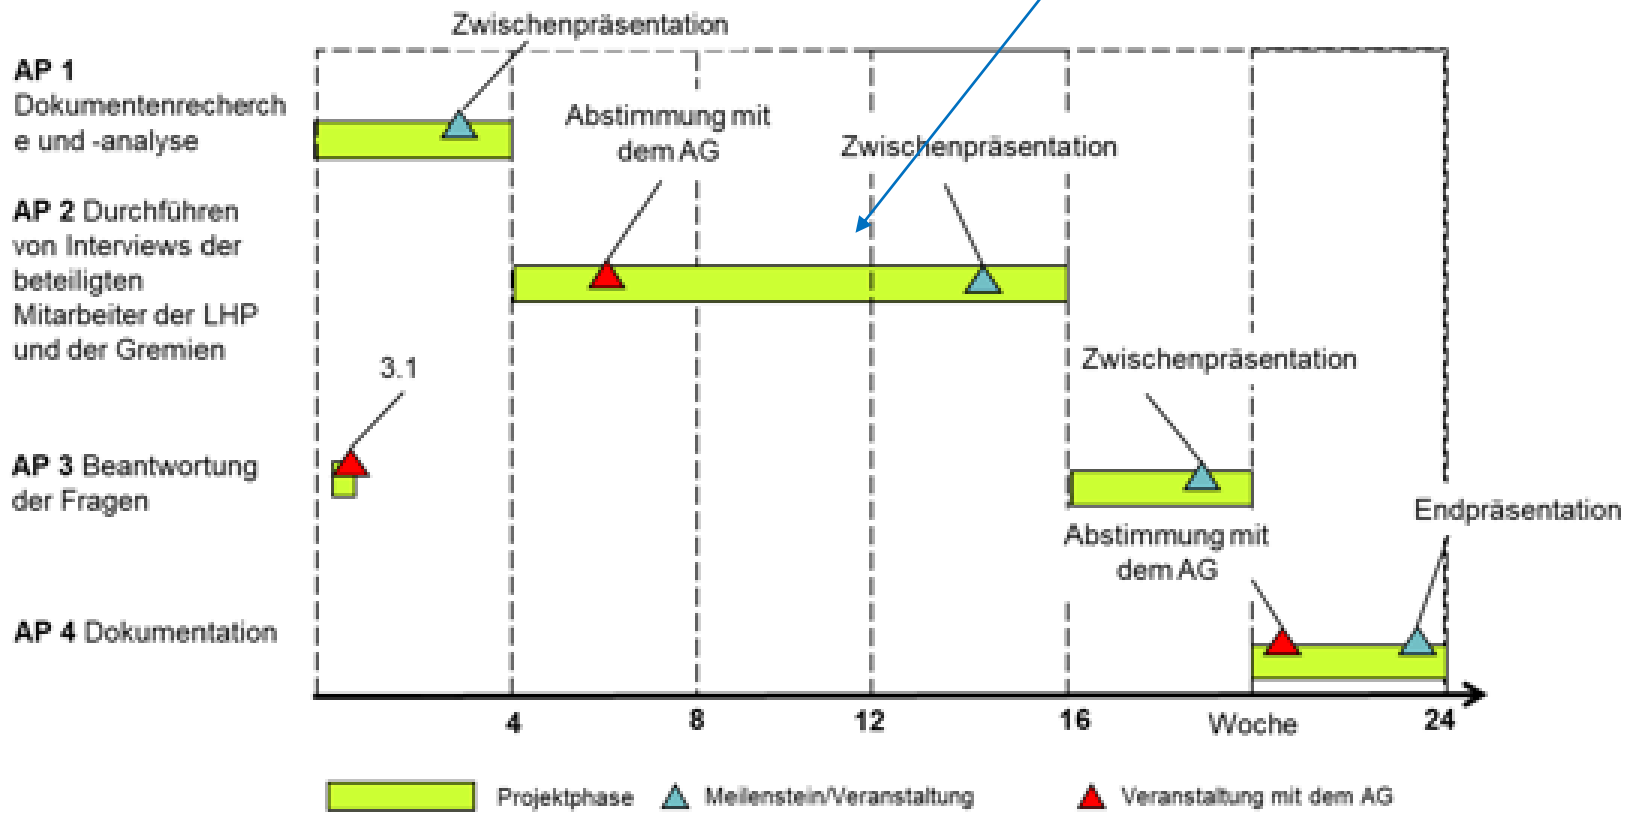 Zwischenpräsentation
AP 1
Dokumentenrecherch
e und -analyse
Abstimmung mit
dem AG
Zwischenpräsentation
AP 2 Durchführen
von Interviews der
beteiligten
Mitarbeiter der LHP
und der Gremien
3.1
Zwischenpräsentation
AP 3 Beantwortung
der Fragen
Endpräsentation
Abstimmung mit
dem AG
AP 4 Dokumentation
4 8 12 16 Woche 24
Projektphase Meilenstein/Veranstaltung Veranstaltung mit dem AG